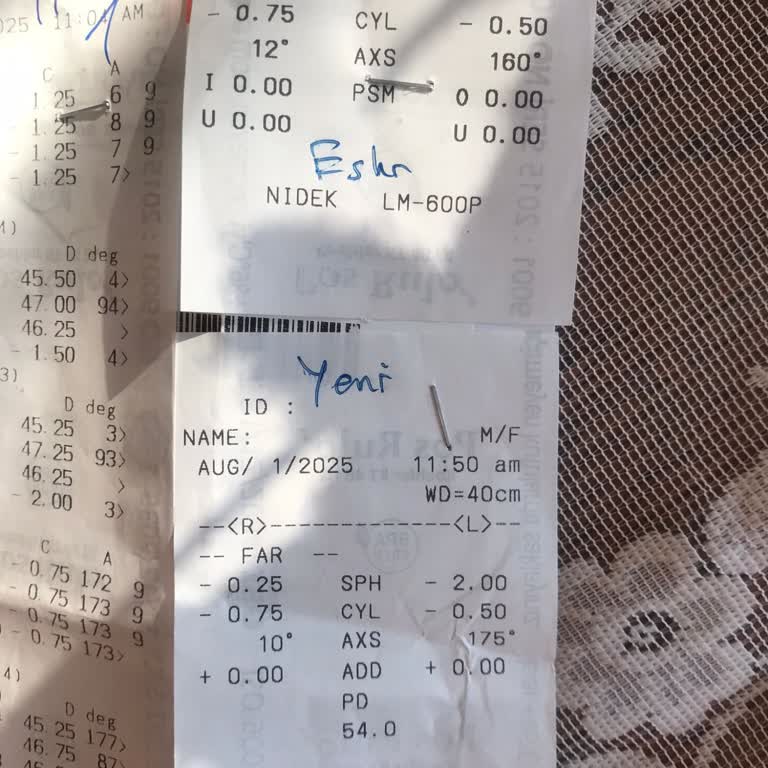 025 11:04 AM
C A
1.25 6 9
- 1.25 8 9
- 1.25 7 9
- 1.25 7>
D deg
45.50 4>
47.00 94>
46.25 >
- 1.50 4>
3)
D deg
45.25 3>
47.25 93>
46.25 >
- 2.00 3>
C A
- 0.75 172 9
- 0.75 173 9
- 0.75 173 9
- 0.75 173>
4)
D deg
45.25 177>
46.75 87>
- 0.75 CYL - 0.50
12° AXS 160°
I 0.00 PSM O 0.00
U 0.00 U 0.00
Eski
NIDEK LM-600P
Yeni
ID :
NAME: M/F
AUG/ 1/2025 11:50 am
WD=40cm
--<R>---------------<L>--
-- FAR --
- 0.25 SPH - 2.00
- 0.75 CYL - 0.50
10° AXS 175°
+ 0.00 ADD + 0.00
PD
54.0